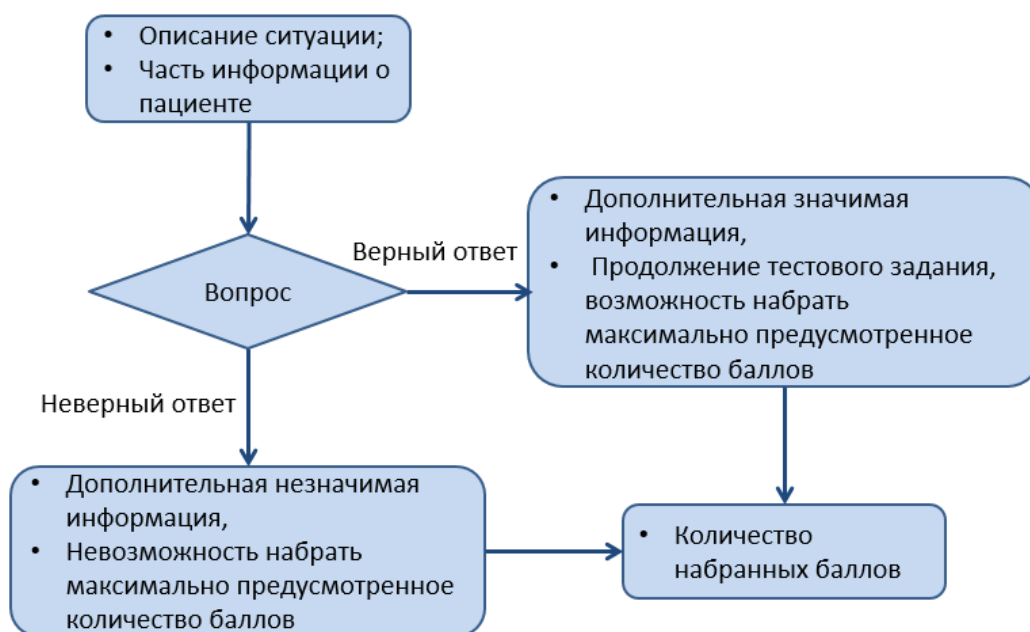 • Описание ситуации;
• Часть информации о
пациенте
Вопрос
Верный ответ
• Дополнительная значимая
информация,
• Продолжение тестового задания,
возможность набрать
максимально предусмотренное
количество баллов
Неверный ответ
• Дополнительная незначимая
информация,
• Невозможность набрать
максимально предусмотренное
количество баллов
• Количество
набранных баллов